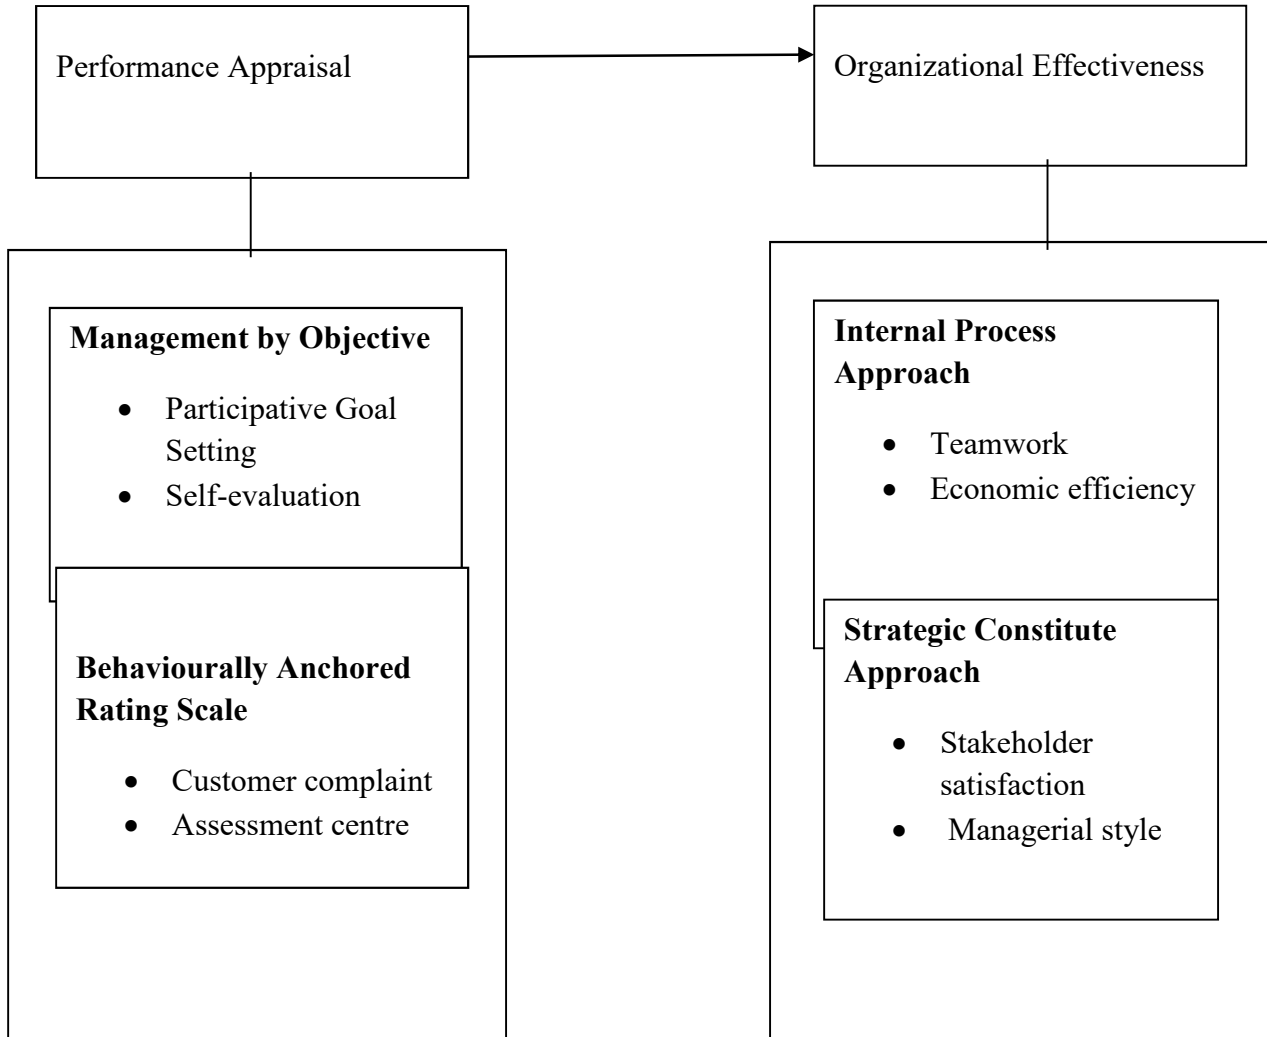 Performance Appraisal
Organizational Effectiveness
Management by Objective
• Participative Goal
Setting
• Self-evaluation
Behaviourally Anchored
Rating Scale
• Customer complaint
• Assessment centre
Internal Process
Approach
• Teamwork
• Economic efficiency
Strategic Constitute
Approach
• Stakeholder
satisfaction
• Managerial style